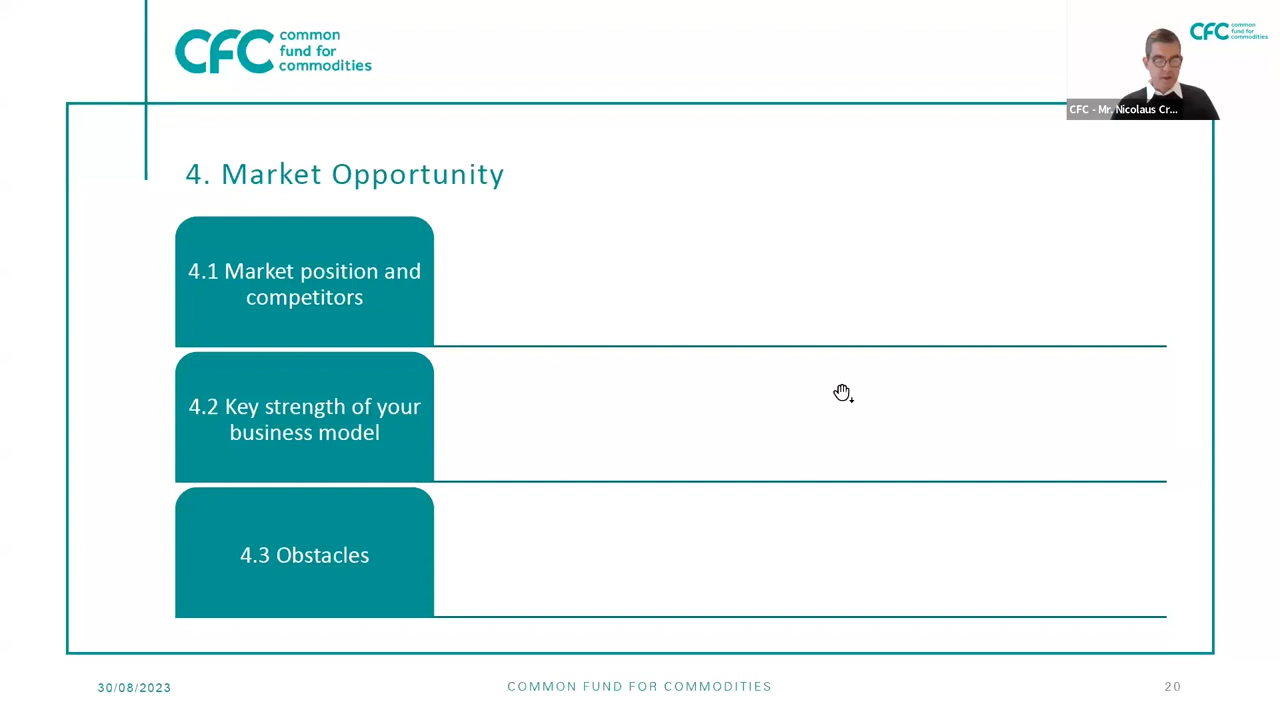 CFC common
fund for
commodities
CFC common
fund for
commodities
CFC - Mr. Nicolaus Cr...
4. Market Opportunity
4.1 Market position and
competitors
4.2 Key strength of your
business model
4.3 Obstacles
30/08/2023
COMMON FUND FOR COMMODITIES
20